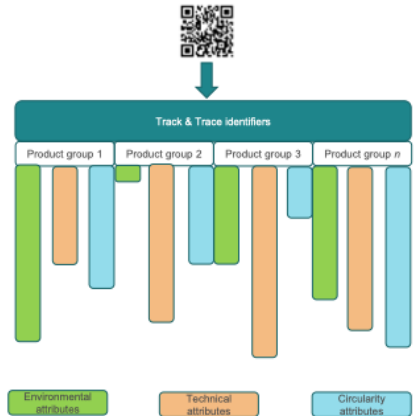 Track & Trace identifiers
Product group 1 Product group 2 Product group 3 Product group n
Environmental attributes
Technical attributes
Circularity attributes